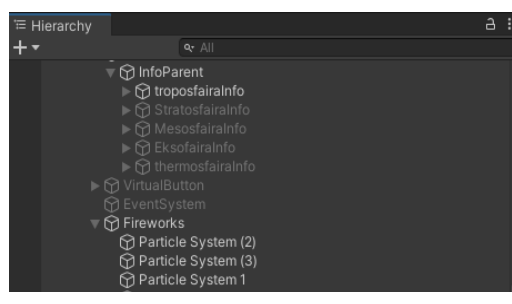 Hierarchy
All
InfoParent
troposfairaInfo
StratosfairaInfo
MesosfairaInfo
EksofairaInfo
thermosfairaInfo
VirtualButton
EventSystem
Fireworks
Particle System (2)
Particle System (3)
Particle System 1